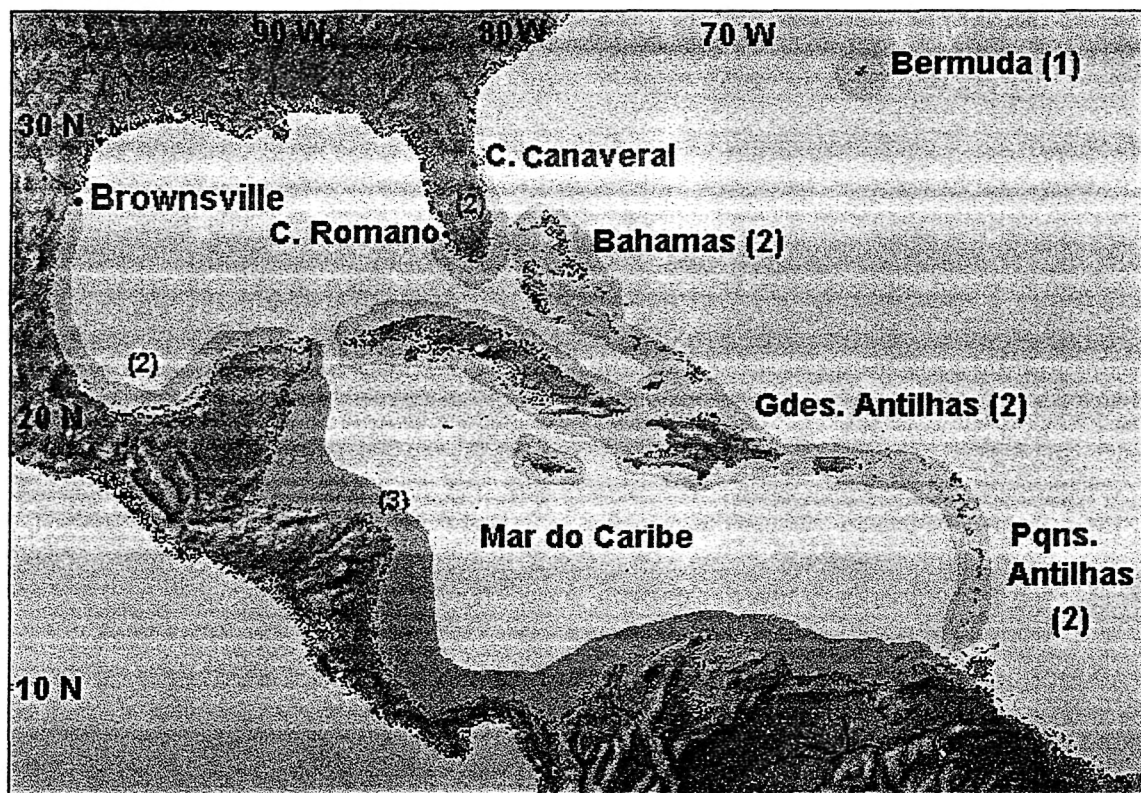 90 W.
80 W
70 W
Bermuda (1)
30 N
C. Canaveral
Brownsville
(2)
C. Romano
Bahamas (2)
(2)
20 N
Gdes. Antilhas (2)
(3)
Mar do Caribe
Pqns.
Antilhas
(2)
10 N